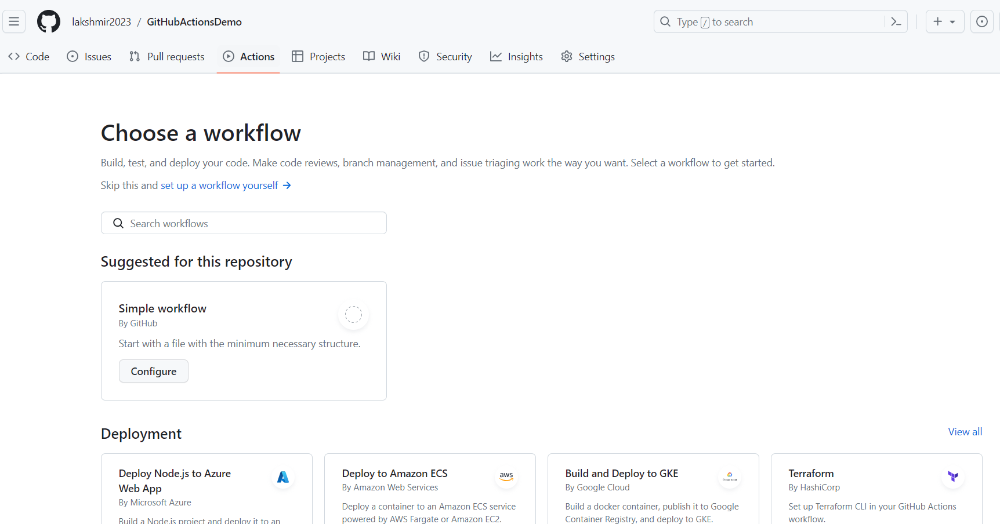 lakshmir2023 / GitHubActionsDemo
Type / to search
Code Issues Pull requests Actions Projects Wiki Security Insights Settings
Choose a workflow
Build, test, and deploy your code. Make code reviews, branch management, and issue triaging work the way you want. Select a workflow to get started.
Skip this and set up a workflow yourself →
Search workflows
Suggested for this repository
Simple workflow
By GitHub
Start with a file with the minimum necessary structure.
Configure
Deployment
View all
Deploy Node.js to Azure
Web App
By Microsoft Azure
Build a Node.js project and deploy it to an
Deploy to Amazon ECS
aws
By Amazon Web Services
Deploy a container to an Amazon ECS service
powered by AWS Fargate or Amazon EC2.
Build and Deploy to GKE
Google Cloud
By Google Cloud
Build a docker container, publish it to Google
Container Registry, and deploy to GKE.
Terraform
By HashiCorp
Set up Terraform CLI in your GitHub Actions
workflow.